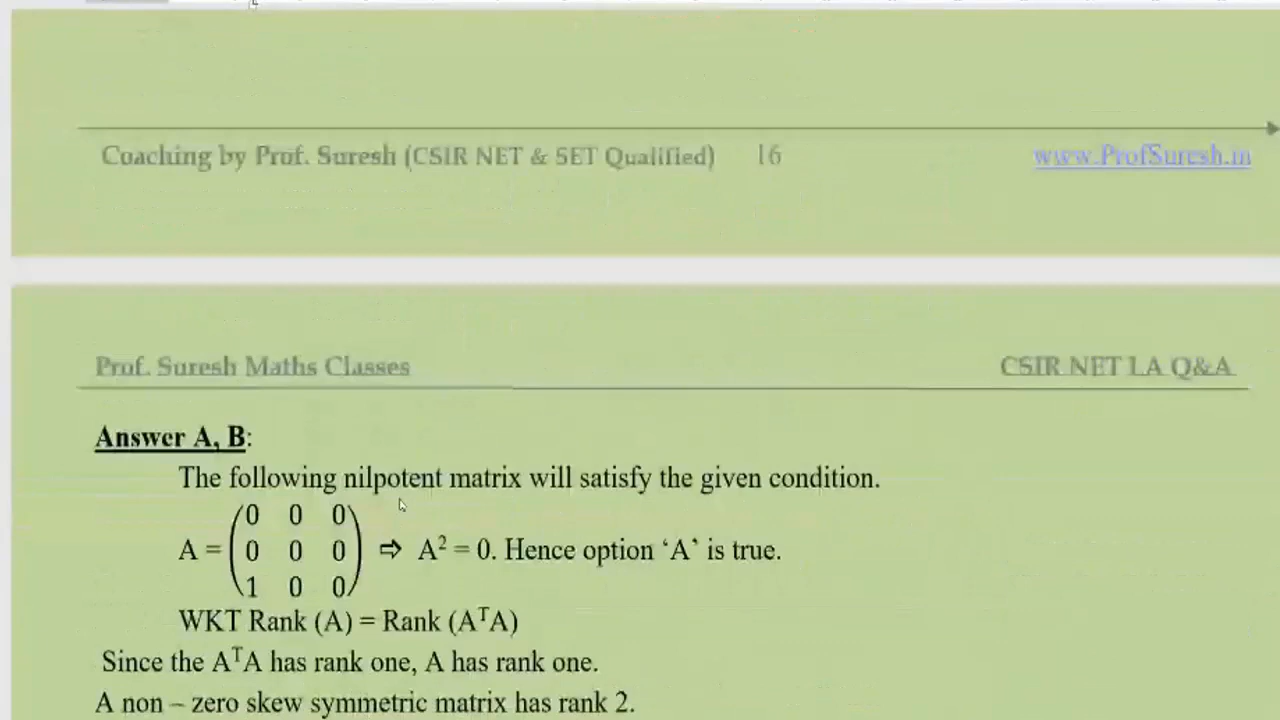 Coaching by Prof. Suresh (CSIR NET & SET Qualified) 16 www.ProfSuresh.in
Prof. Suresh Maths Classes CSIR NET LA Q&A
Answer A, B:
The following nilpotent matrix will satisfy the given condition.
0 0 0
A = 0 0 0 ⇨ A² = 0. Hence option ‘A’ is true.
1 0 0
WKT Rank (A) = Rank (AᵀA)
Since the AᵀA has rank one, A has rank one.
A non – zero skew symmetric matrix has rank 2.